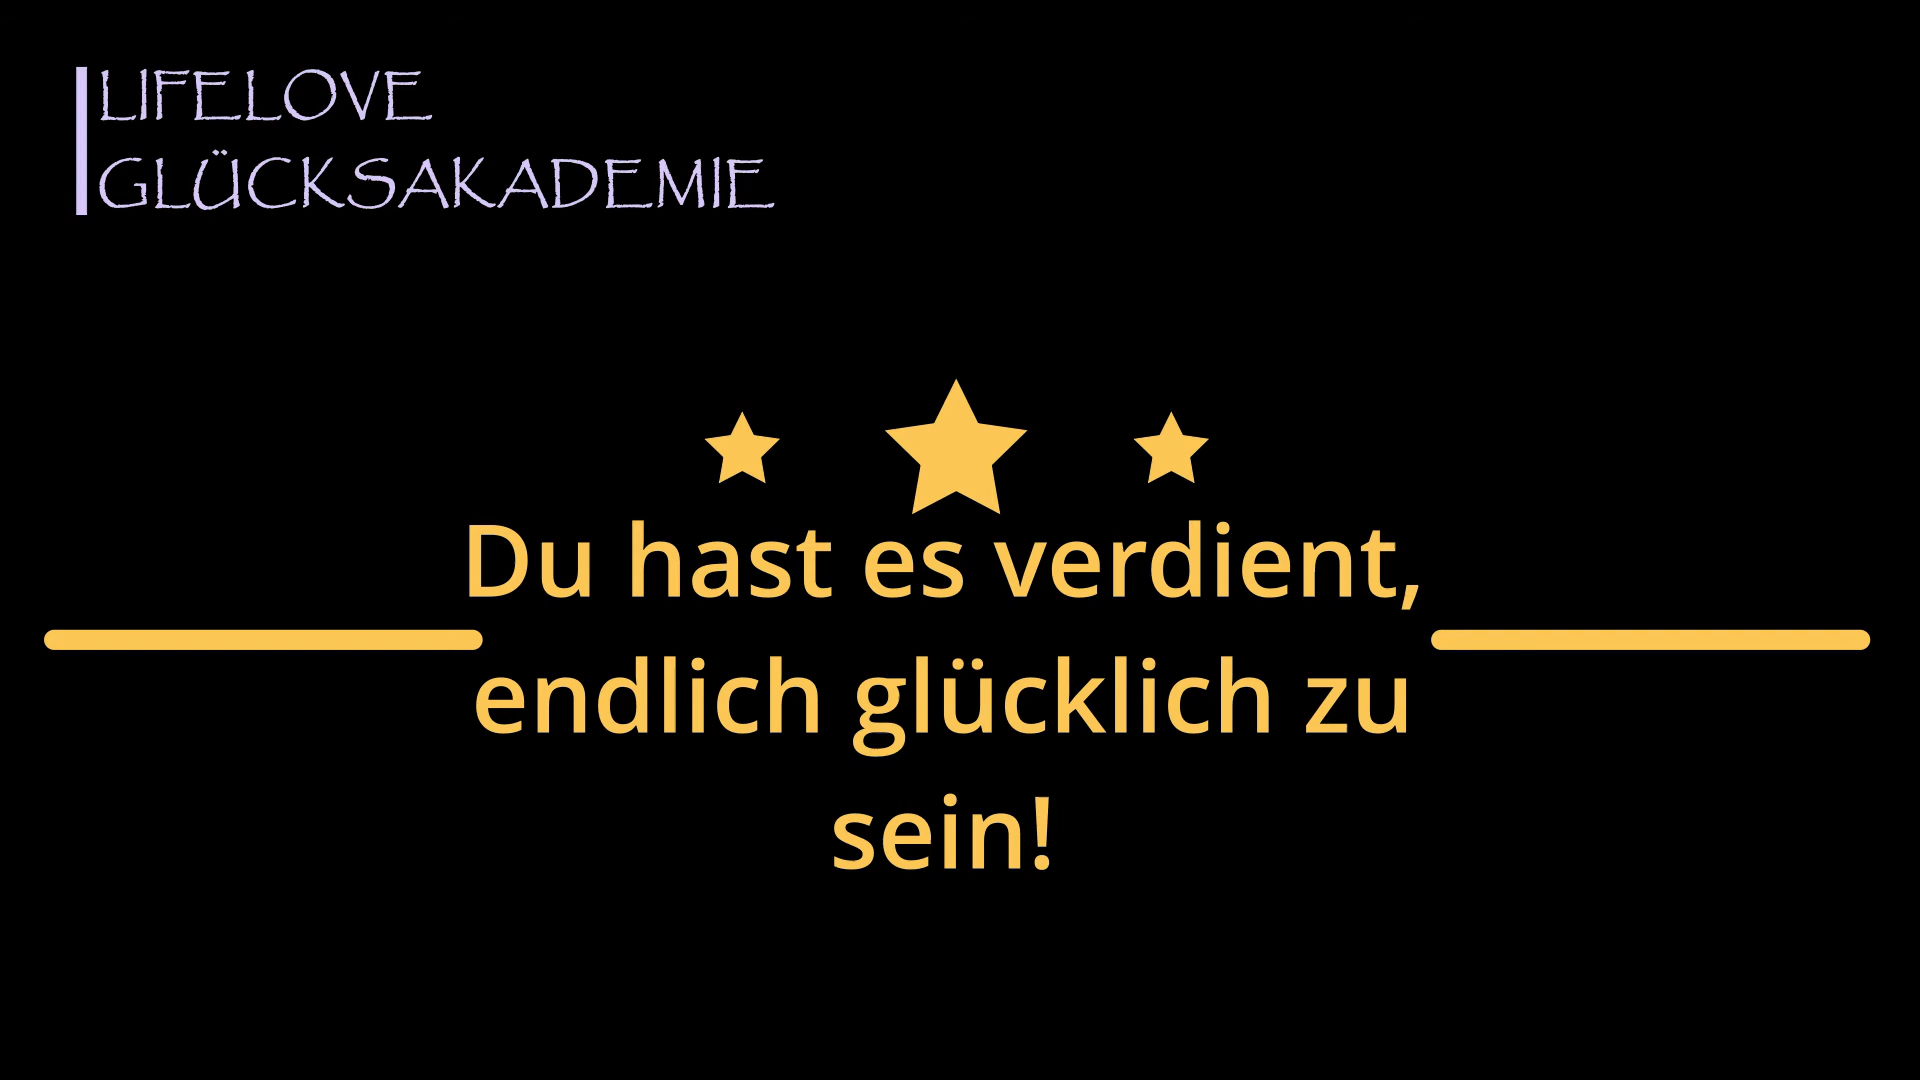 LIFELOVE
GLÜCKSAKADEMIE
Du hast es verdient,
endlich glücklich zu
sein!